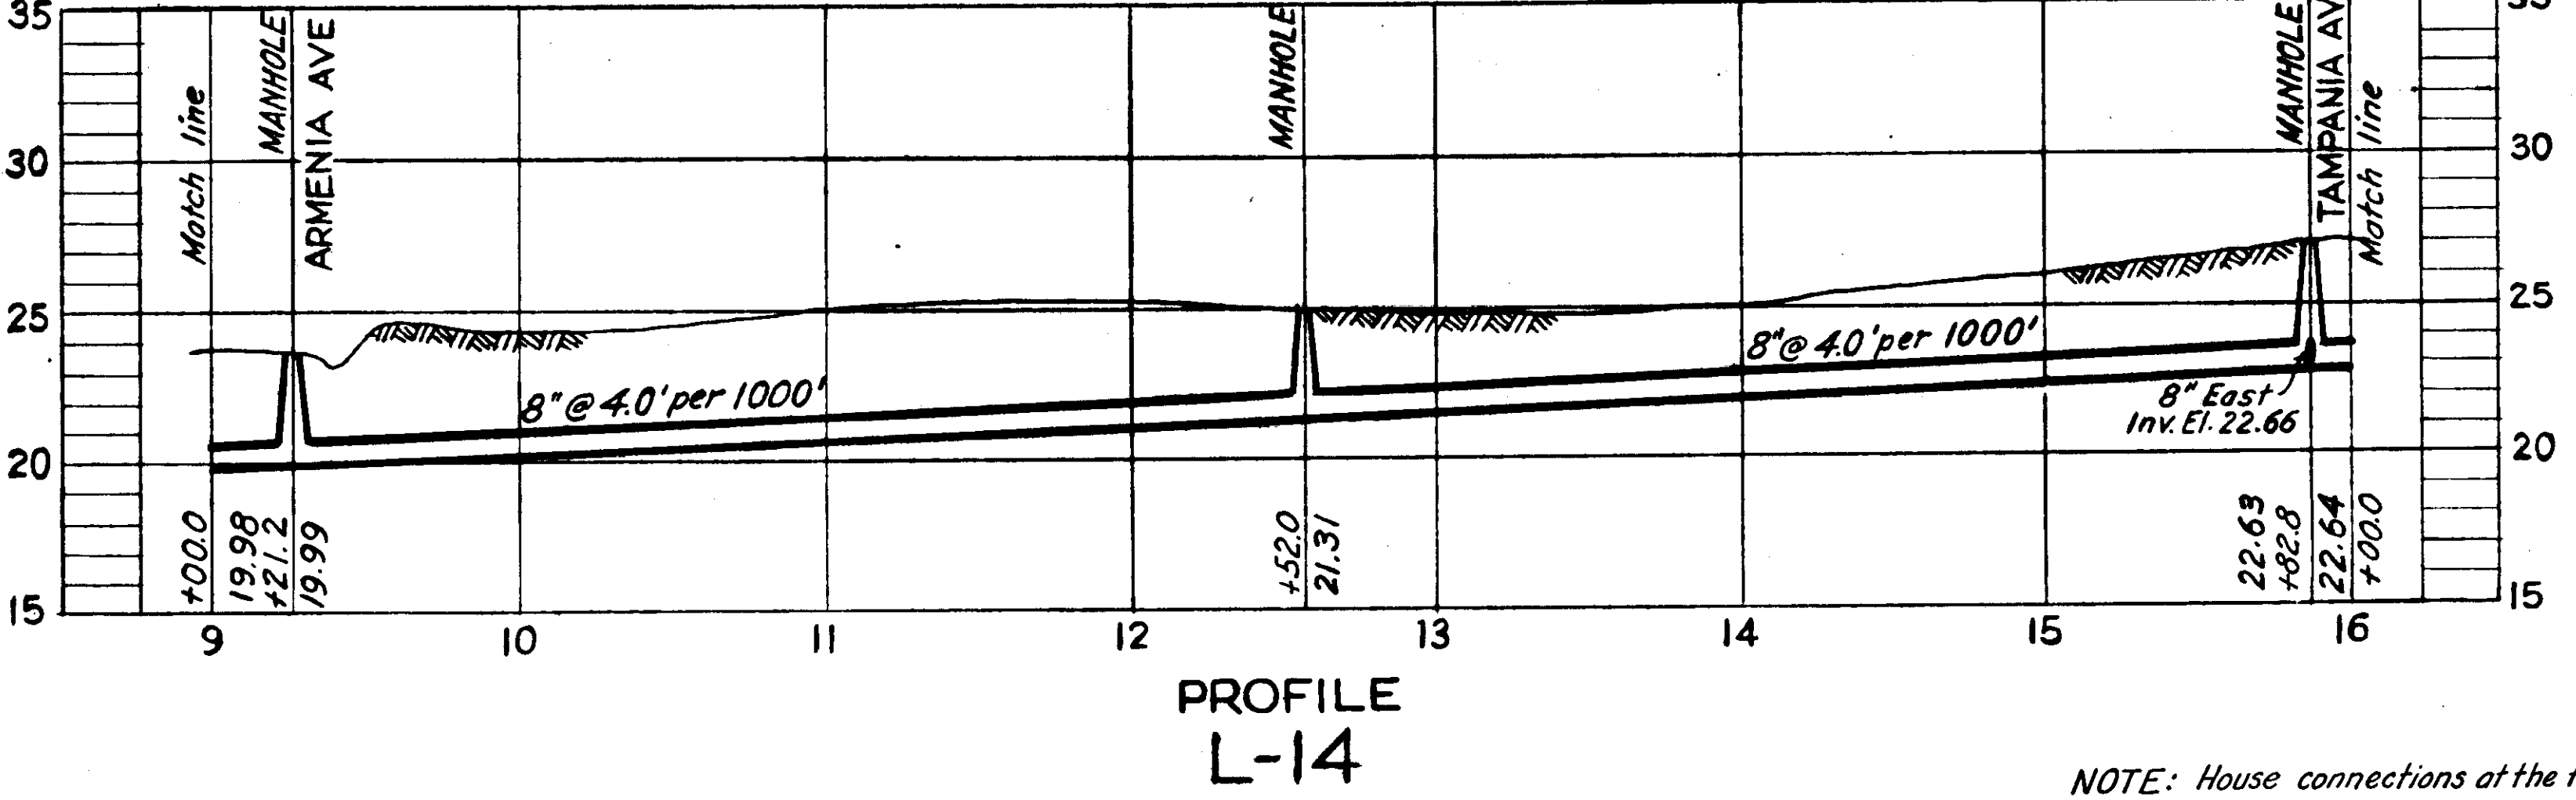 35
30
25
20
15
Match line
MANHOLE
ARMENIA AVE
MANHOLE
MANHOLE
TAMPANIA AV
Match line
35
30
25
20
15
8" @ 4.0' per 1000'
8" @ 4.0' per 1000'
8" East
Inv. El. 22.66
+00.0
19.98
+21.2
19.99
+52.0
21.31
22.63
+82.8
22.64
+00.0
9 10 11 12 13 14 15 16
PROFILE
L-14
NOTE: House connections at the